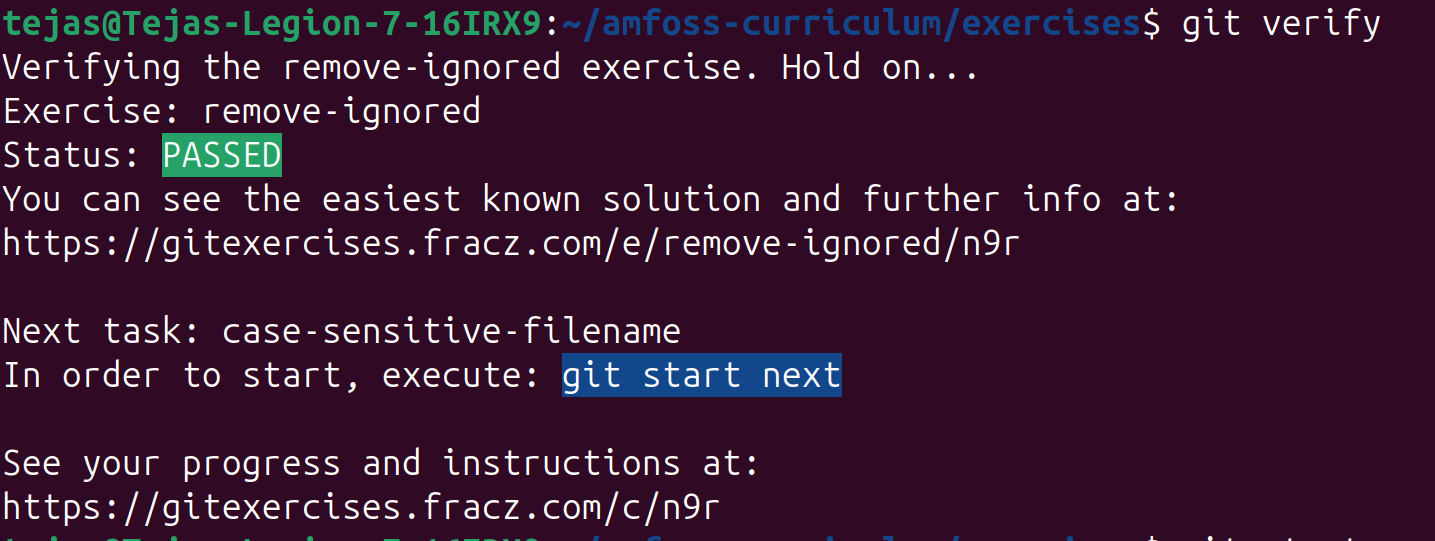 tejas@Tejas-Legion-7-16IRX9:~/amfoss-curriculum/exercises$ git verify
Verifying the remove-ignored exercise. Hold on...
Exercise: remove-ignored
Status: PASSED
You can see the easiest known solution and further info at:
https://gitexercises.fracz.com/e/remove-ignored/n9r
Next task: case-sensitive-filename
In order to start, execute: git start next
See your progress and instructions at:
https://gitexercises.fracz.com/c/n9r